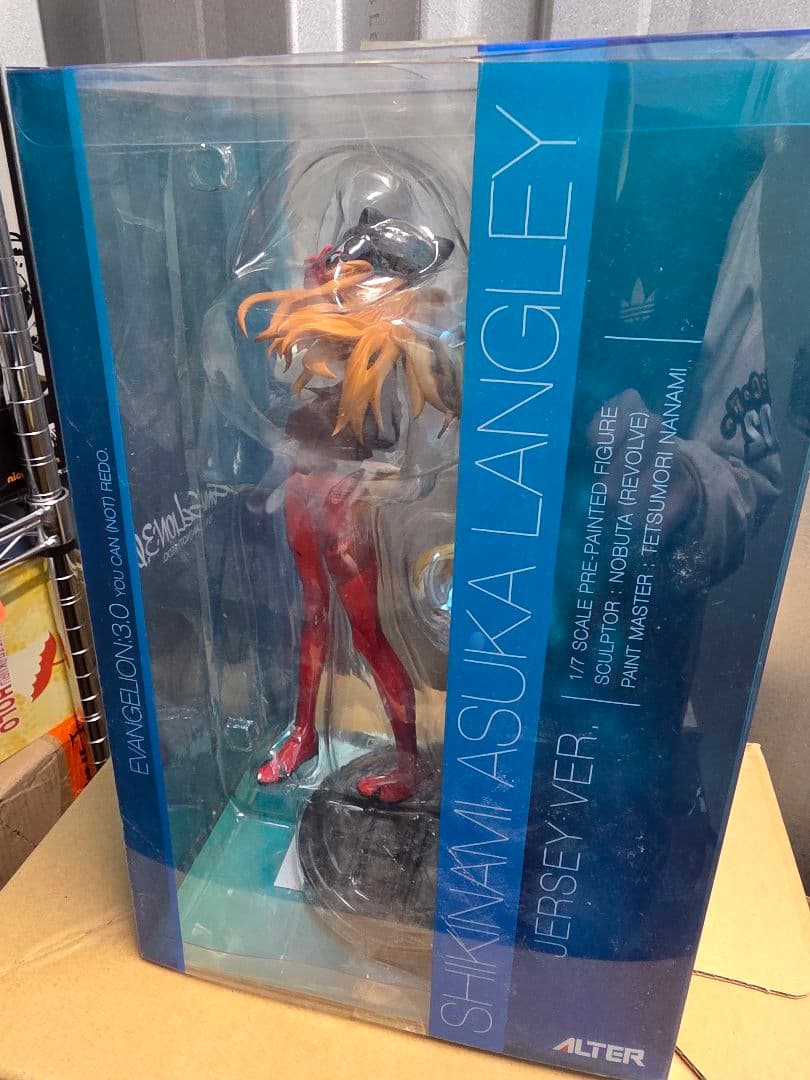 EVANGELION:3.0 YOU CAN (NOT) REDO.
SHIKINAMI ASUKA LANGLEY
JERSEY VER.
1/7 SCALE PRE-PAINTED FIGURE
SCULPTOR : NOBUTA (REVOLVE)
PAINT MASTER : TETSUMORI NANAMI
ALTER